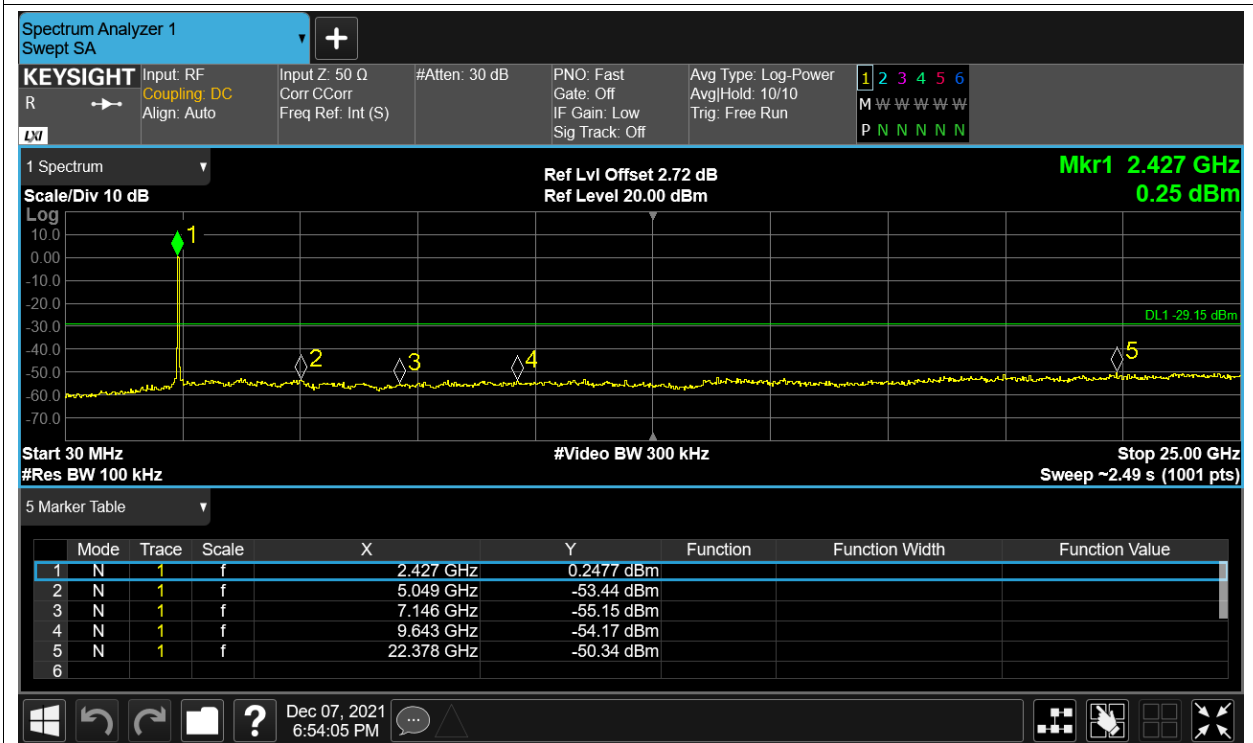 Spectrum Analyzer 1
Swept SA
KEYSIGHT Input: RF Input Z: 50 Ω #Atten: 30 dB PNO: Fast Avg Type: Log-Power 1 2 3 4 5 6
R Coupling: DC Corr CCorr Gate: Off Avg|Hold: 10/10 M W W W W W
Align: Auto Freq Ref: Int (S) IF Gain: Low Trig: Free Run
LXI Sig Track: Off P N N N N N
1 Spectrum Ref Lvl Offset 2.72 dB Mkr1 2.427 GHz
Scale/Div 10 dB Ref Level 20.00 dBm 0.25 dBm
Log
10.0 1
0.00
-10.0
-20.0
DL1 -29.15 dBm
-30.0
-40.0
2 3 4 5
-50.0
-60.0
-70.0
Start 30 MHz #Video BW 300 kHz Stop 25.00 GHz
#Res BW 100 kHz Sweep ~2.49 s (1001 pts)
5 Marker Table
Mode Trace Scale X Y Function Function Width Function Value
1 N 1 f 2.427 GHz 0.2477 dBm
2 N 1 f 5.049 GHz -53.44 dBm
3 N 1 f 7.146 GHz -55.15 dBm
4 N 1 f 9.643 GHz -54.17 dBm
5 N 1 f 22.378 GHz -50.34 dBm
6
? Dec 07, 2021
6:54:05 PM